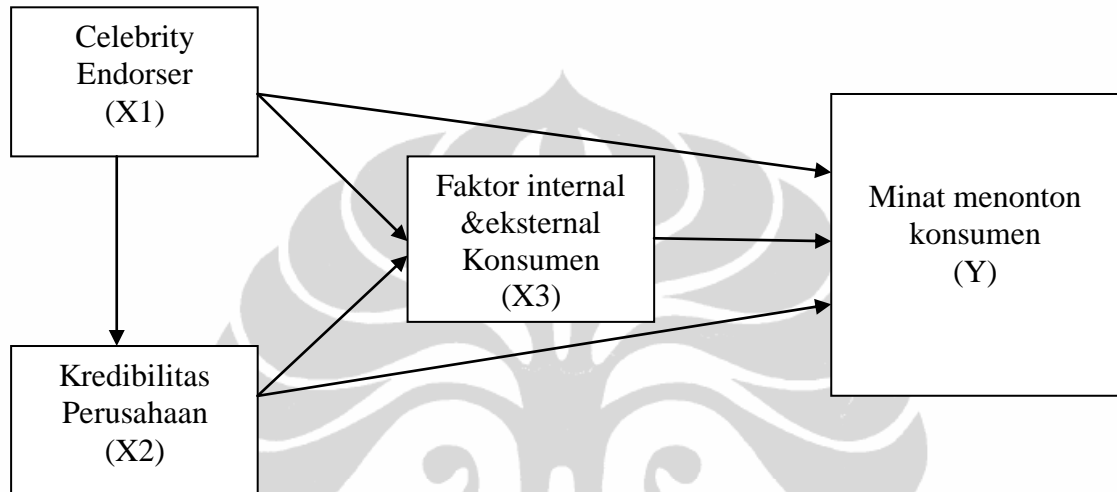 Celebrity
Endorser
(X1)
Faktor internal
&eksternal
Konsumen
(X3)
Minat menonton
konsumen
(Y)
Kredibilitas
Perusahaan
(X2)